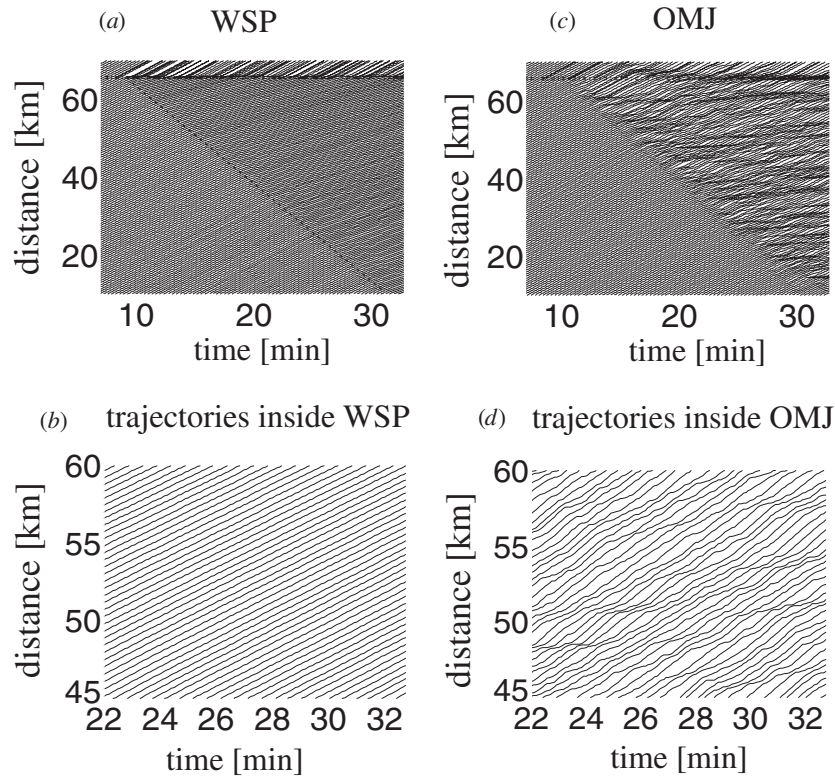 (a) WSP
distance [km]
60
40
20
10 20 30
time [min]
(c) OMJ
distance [km]
60
40
20
10 20 30
time [min]
(b) trajectories inside WSP
distance [km]
60
55
50
45
22 24 26 28 30 32
time [min]
(d) trajectories inside OMJ
distance [km]
60
55
50
45
22 24 26 28 30 32
time [min]